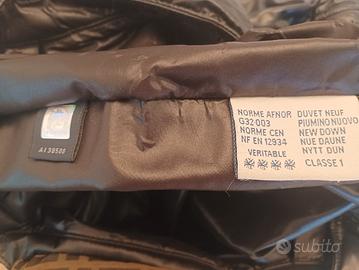 AI39580
NORME AFNOR
G32-003
NORME CEN
NF EN 12934
VERITABLE
DUVET NEUF
PIUMINO NUOVO
NEW DOWN
NUE DAUNE
NYTT DUN
CLASSE 1
subito